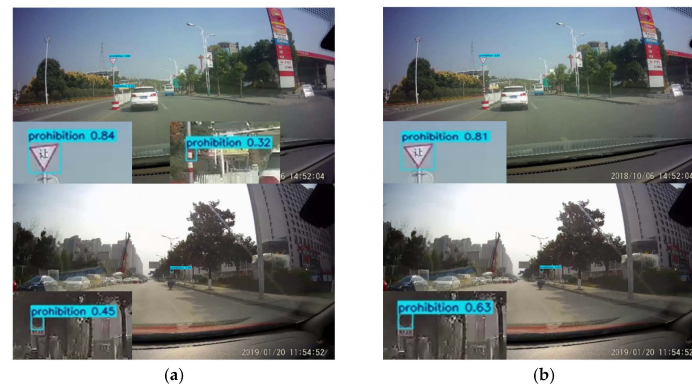 prohibition 0.84
让
prohibition 0.32
6 14:52:04
prohibition 0.45
2019/01/20 11:54:52
(a)
prohibition 0.81
让
2018/10/06 14:52:04
prohibition 0.63
2019/01/20 11:54:52
(b)